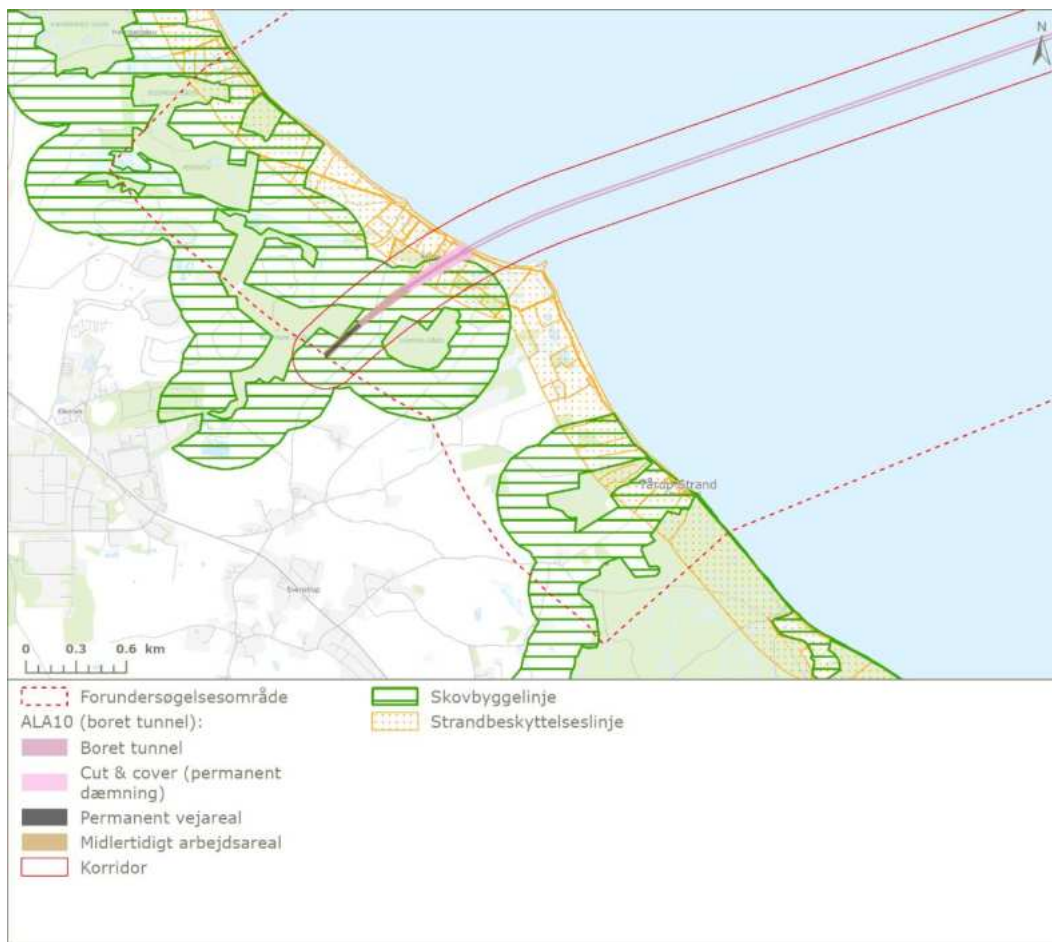 N
Tårup Strand
0 0.3 0.6 km
Forundersøgelsesområde
ALA10 (boret tunnel):
Boret tunnel
Cut & cover (permanent
dæmning)
Permanent vejareal
Midlertidigt arbejdsareal
Korridor
Skovbyggelinje
Strandbeskyttelseslinje